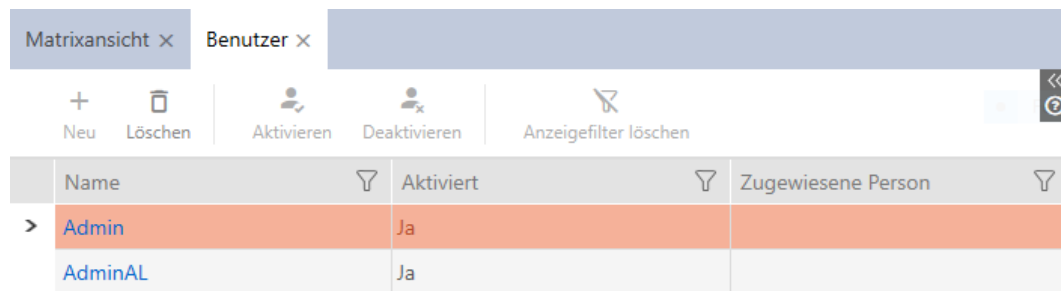 Matrixansicht × Benutzer ×
Neu Löschen Aktivieren Deaktivieren Anzeigefilter löschen
Name Aktiviert Zugewiesene Person
Admin Ja
AdminAL Ja